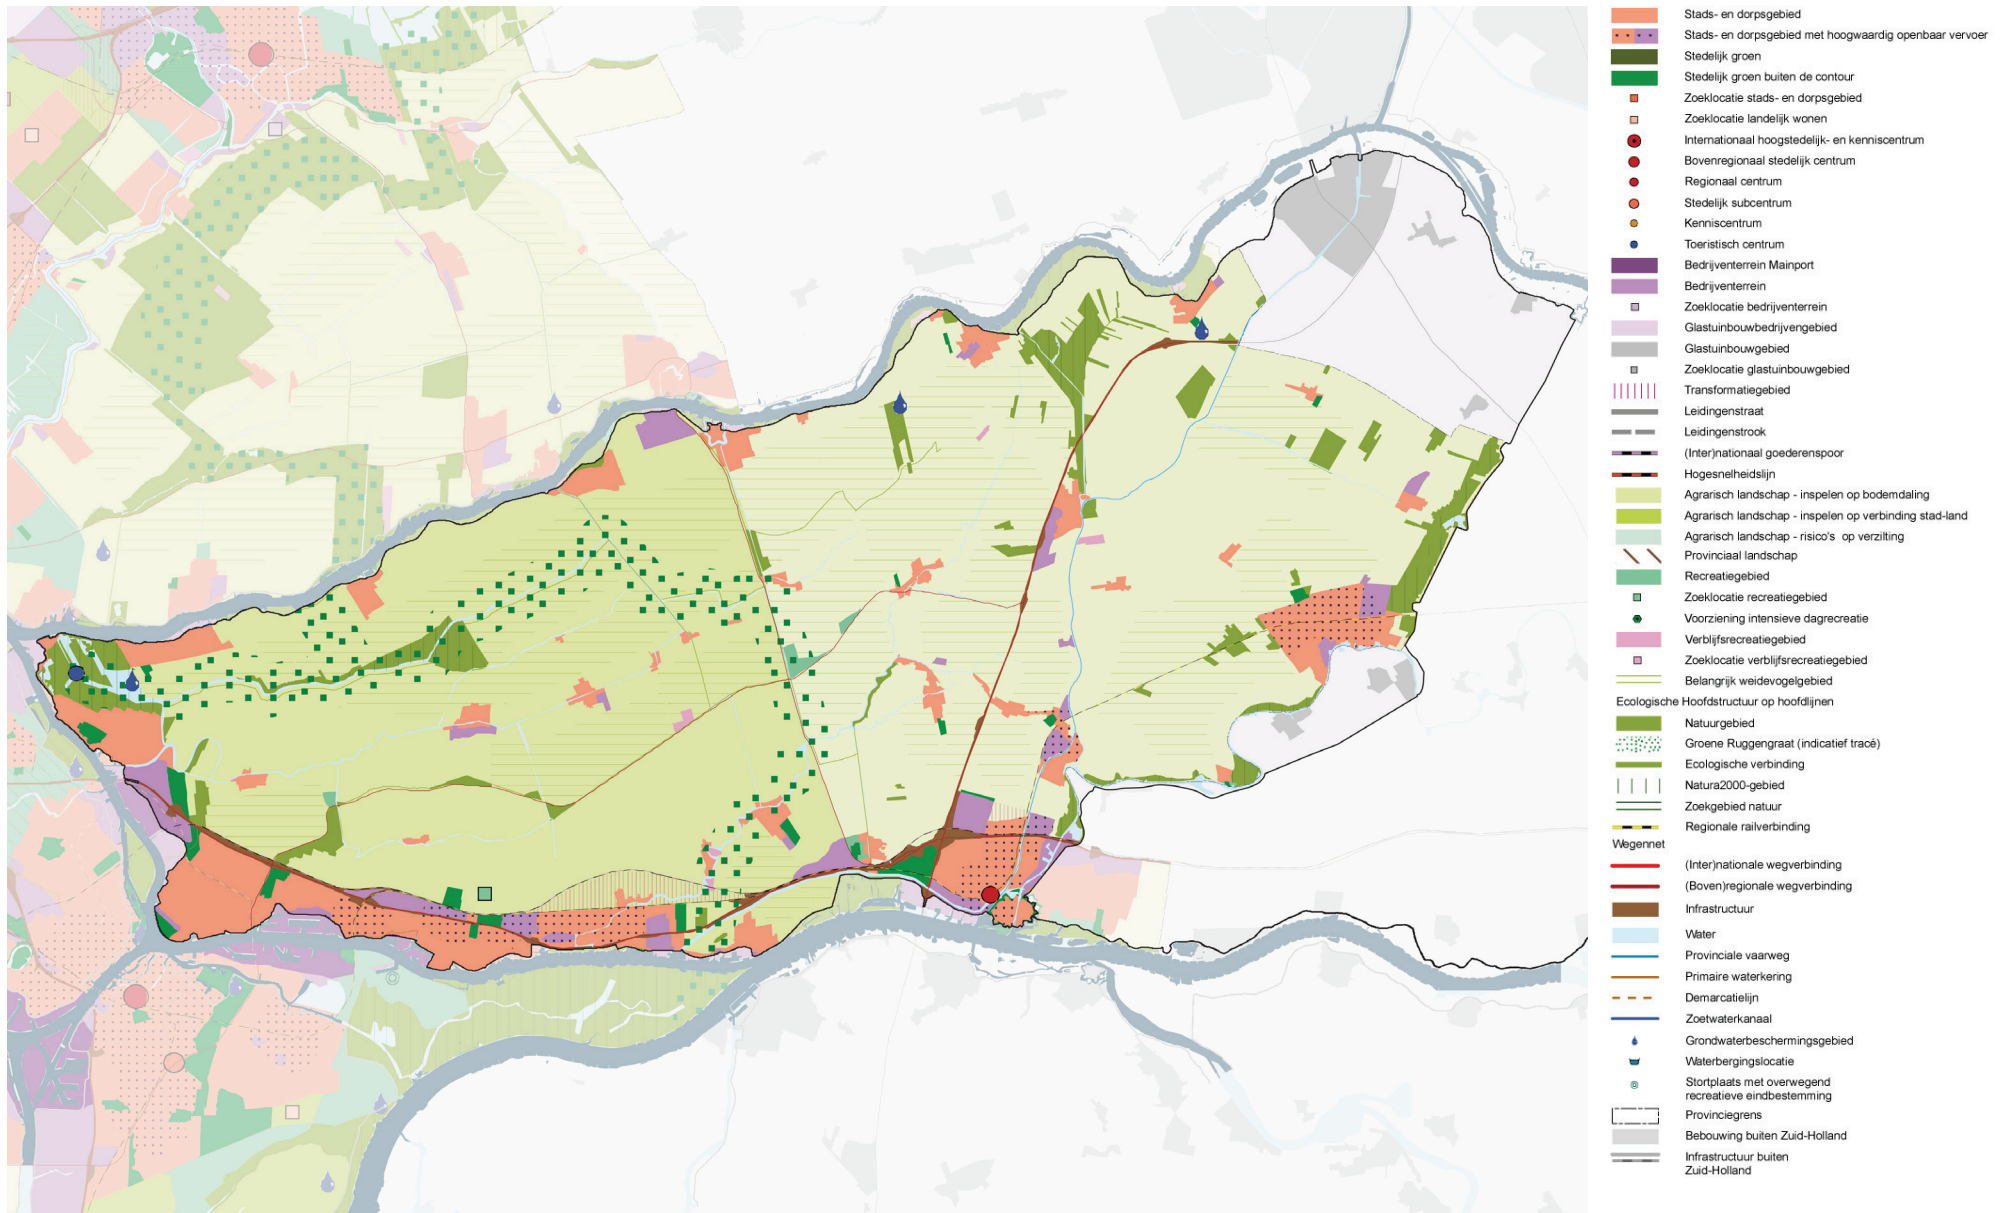 Stads- en dorpsgebied
Stads- en dorpsgebied met hoogwaardig openbaar vervoer
Stedelijk groen
Stedelijk groen buiten de contour
Zoeklocatie stads- en dorpsgebied
Zoeklocatie landelijk wonen
Internationaal hoogstedelijk- en kenniscentrum
Bovenregionaal stedelijk centrum
Regionaal centrum
Stedelijk subcentrum
Kenniscentrum
Toeristisch centrum
Bedrijventerrein Mainport
Bedrijventerrein
Zoeklocatie bedrijventerrein
Glastuinbouwbedrijvengebied
Glastuinbouwgebied
Zoeklocatie glastuinbouwgebied
Transformatiegebied
Leidingenstraat
Leidingenstrook
(Inter)nationaal goederenspoor
Hogesnelheidslijn
Agrarisch landschap - inspelen op bodemdaling
Agrarisch landschap - inspelen op verbinding stad-land
Agrarisch landschap - risico's op verzilting
Provinciaal landschap
Recreatiegebied
Zoeklocatie recreatiegebied
Voorziening intensieve dagrecreatie
Verblijfsrecreatiegebied
Zoeklocatie verblijfsrecreatiegebied
Belangrijk weidevogelgebied
Ecologische Hoofdstructuur op hoofdlijnen
Natuurgebied
Groene Ruggengraat (indicatief tracé)
Ecologische verbinding
Natura2000-gebied
Zoekgebied natuur
Regionale railverbinding
Wegennet
(Inter)nationale wegverbinding
(Boven)regionale wegverbinding
Infrastructuur
Water
Provinciale vaarweg
Primaire waterkering
Demarcatielijn
Zoetwaterkanaal
Grondwaterbeschermingsgebied
Waterbergingslocatie
Stortplaats met overwegend
recreatieve eindbestemming
Provinciegrens
Bebouwing buiten Zuid-Holland
Infrastructuur buiten
Zuid-Holland